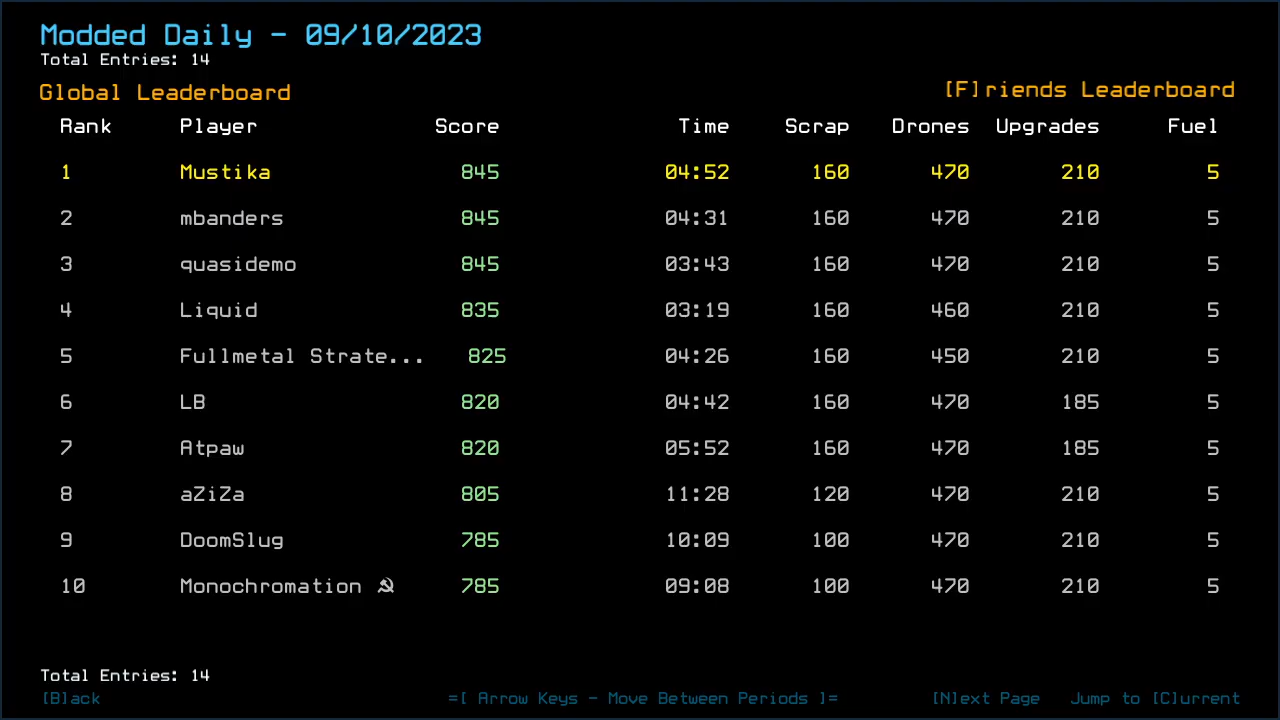 Modded Daily - 09/10/2023
Total Entries: 14
Global Leaderboard [F]riends Leaderboard
Rank Player Score Time Scrap Drones Upgrades Fuel
1 Mustika 845 04:52 160 470 210 5
2 mbanders 845 04:31 160 470 210 5
3 quasidemo 845 03:43 160 470 210 5
4 Liquid 835 03:19 160 460 210 5
5 Fullmetal Strate... 825 04:26 160 450 210 5
6 LB 820 04:42 160 470 185 5
7 Atpaw 820 05:52 160 470 185 5
8 aZiZa 805 11:28 120 470 210 5
9 DoomSlug 785 10:09 100 470 210 5
10 Monochromation ☭ 785 09:08 100 470 210 5
Total Entries: 14
[B]ack =[ Arrow Keys - Move Between Periods ]= [N]ext Page Jump to [C]urrent